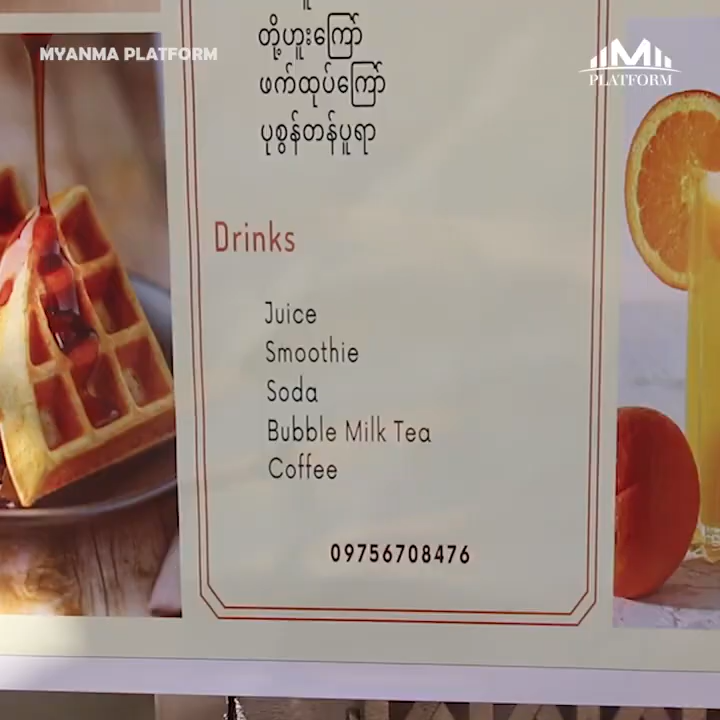 MYANMA PLATFORM
PLATFORM
တို့ဟူးကြော်
ဖက်ထုပ်ကြော်
ပုစွန်တန်ပူရာ
Drinks
Juice
Smoothie
Soda
Bubble Milk Tea
Coffee
09756708476